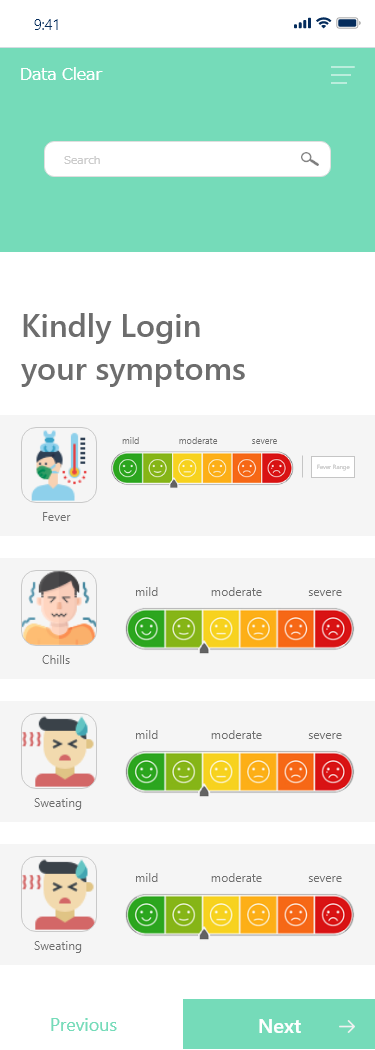 9:41
Data Clear
Search
Kindly Login
your symptoms
mild moderate severe
Fever Range
Fever
mild moderate severe
Chills
mild moderate severe
Sweating
mild moderate severe
Sweating
Previous Next